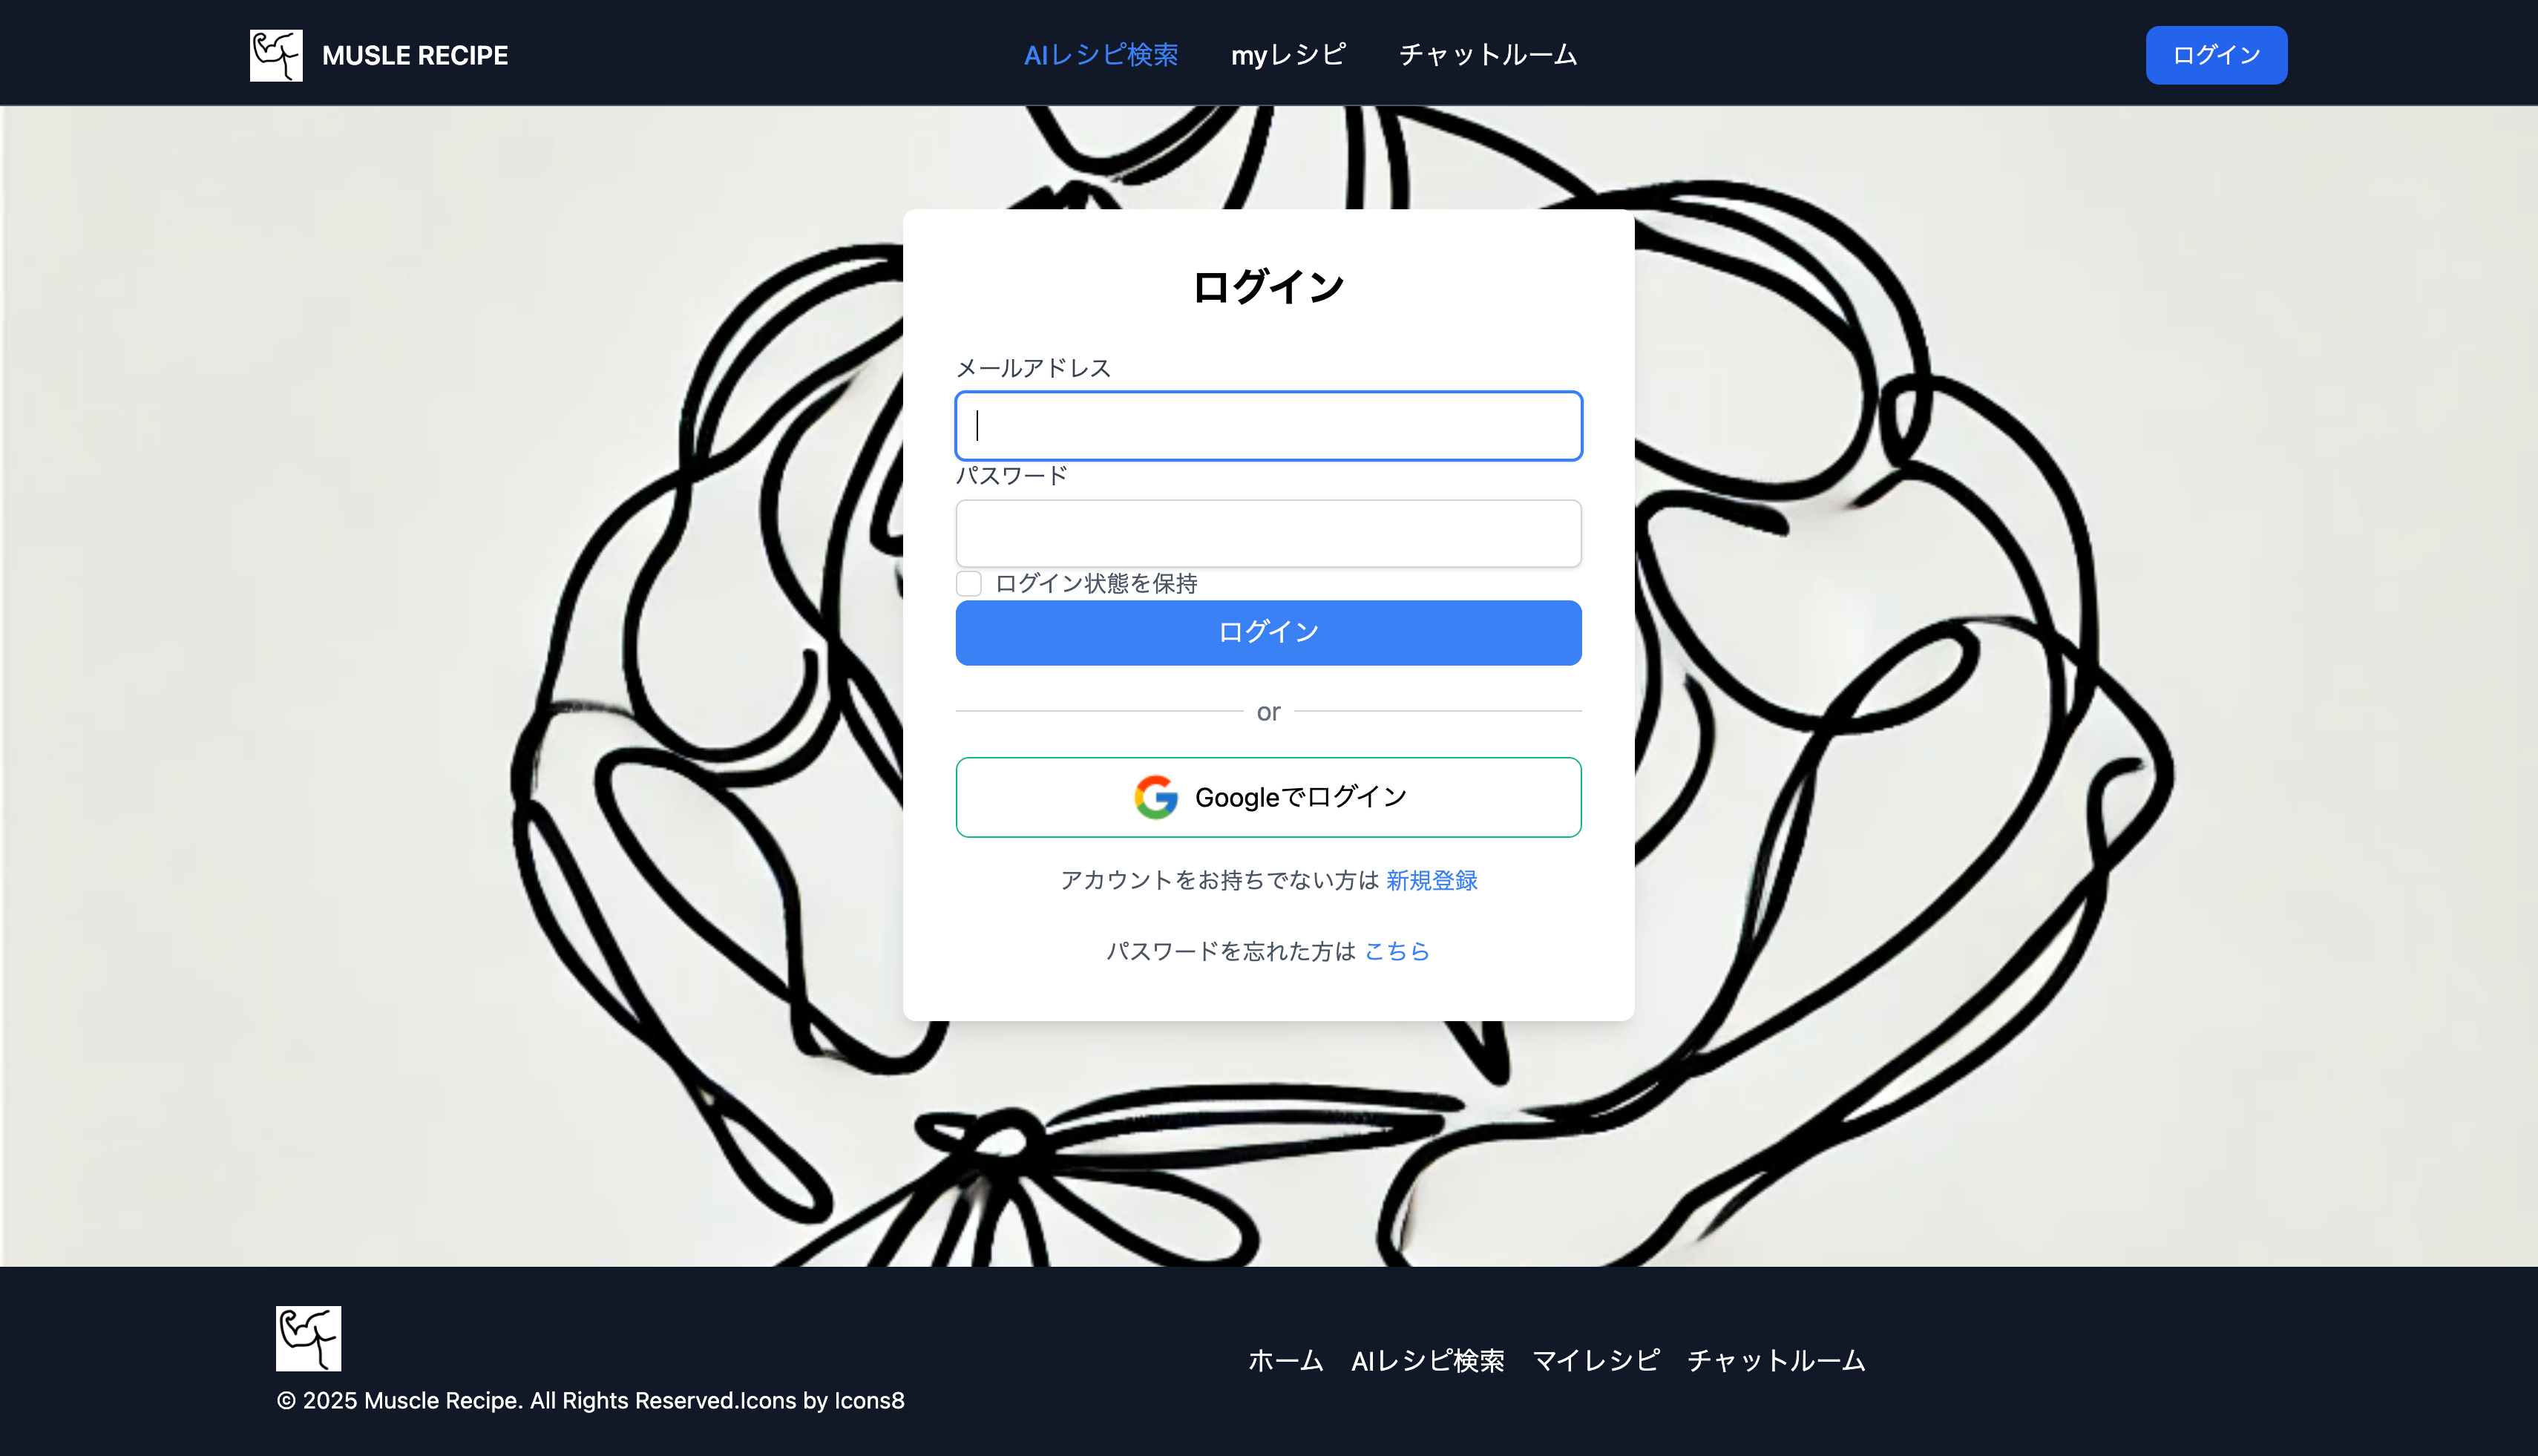 MUSLE RECIPE
AIレシピ検索
myレシピ
チャットルーム
ログイン
ログイン
メールアドレス
パスワード
ログイン状態を保持
ログイン
or
Googleでログイン
アカウントをお持ちでない方は 新規登録
パスワードを忘れた方は こちら
ホーム
AIレシピ検索
マイレシピ
チャットルーム
© 2025 Muscle Recipe. All Rights Reserved.Icons by Icons8